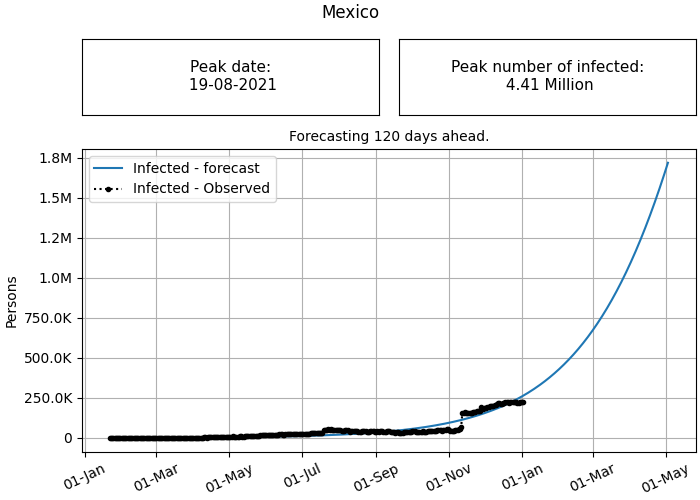 Mexico
Peak date:
19-08-2021
Peak number of infected:
4.41 Million
Forecasting 120 days ahead.
Infected - forecast
Infected - Observed
Persons
1.8M
1.5M
1.2M
1.0M
750.0K
500.0K
250.0K
0
01-Jan
01-Mar
01-May
01-Jul
01-Sep
01-Nov
01-Jan
01-Mar
01-May